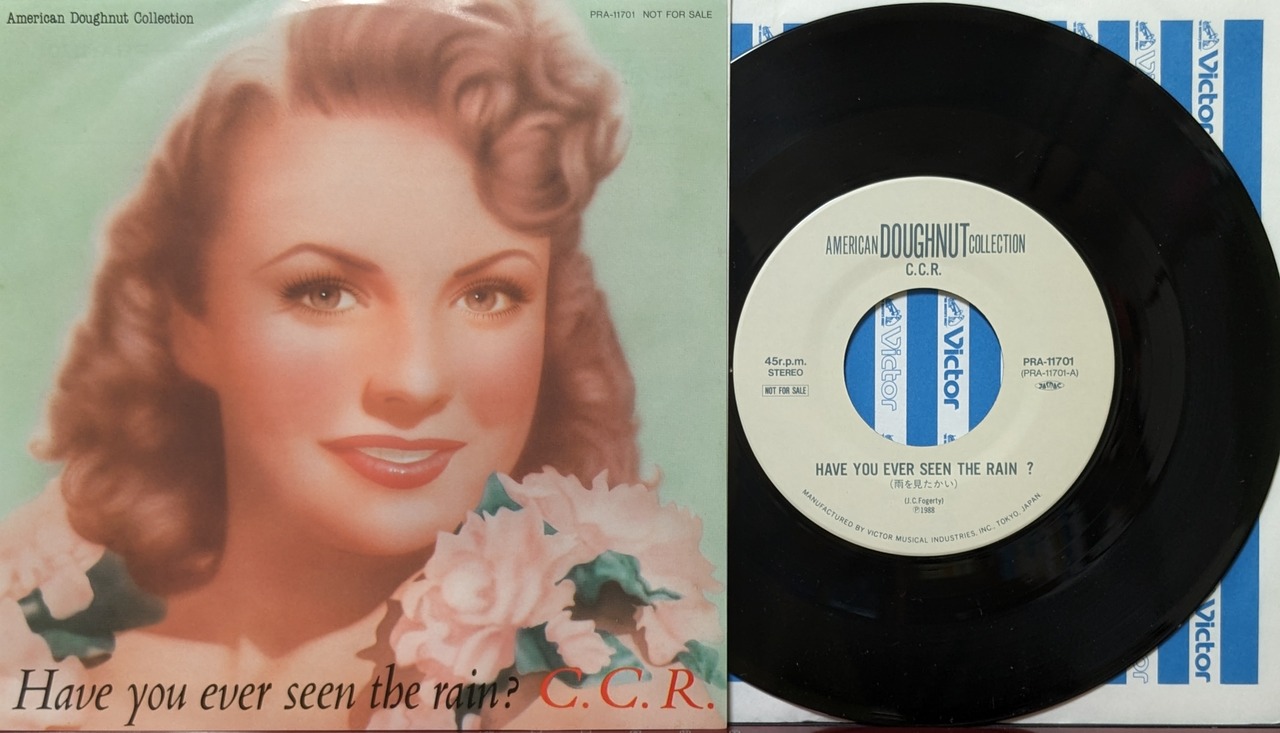 American Doughnut Collection
PRA-11701 NOT FOR SALE
Have you ever seen the rain? C.C.R.
AMERICAN DOUGHNUT COLLECTION
C.C.R.
45r.p.m.
STEREO
NOT FOR SALE
PRA-11701
(PRA-11701-A)
HAVE YOU EVER SEEN THE RAIN ?
(雨を見たかい)
(J.C.Fogerty)
Ⓟ1988
MANUFACTURED BY VICTOR MUSICAL INDUSTRIES, INC., TOKYO, JAPAN
Victor
Victor
Victor
Victor
Victor